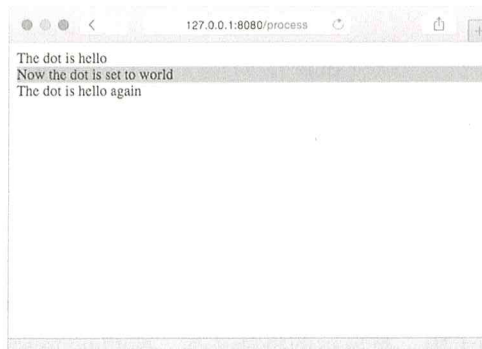 127.0.0.1:8080/process
The dot is hello
Now the dot is set to world
The dot is hello again